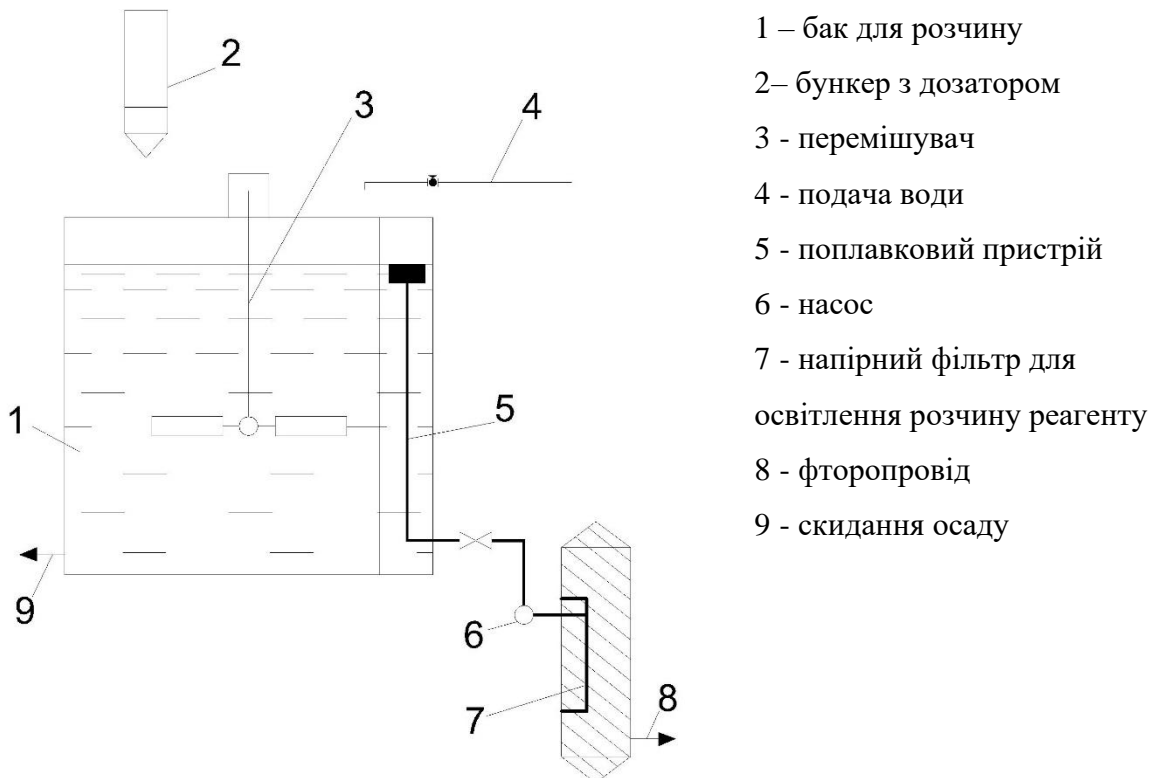 2
3
4
1
5
9
6
7
8
1 – бак для розчину
2– бункер з дозатором
3 - перемішувач
4 - подача води
5 - поплавковий пристрій
6 - насос
7 - напірний фільтр для
освітлення розчину реагенту
8 - фторопровід
9 - скидання осаду